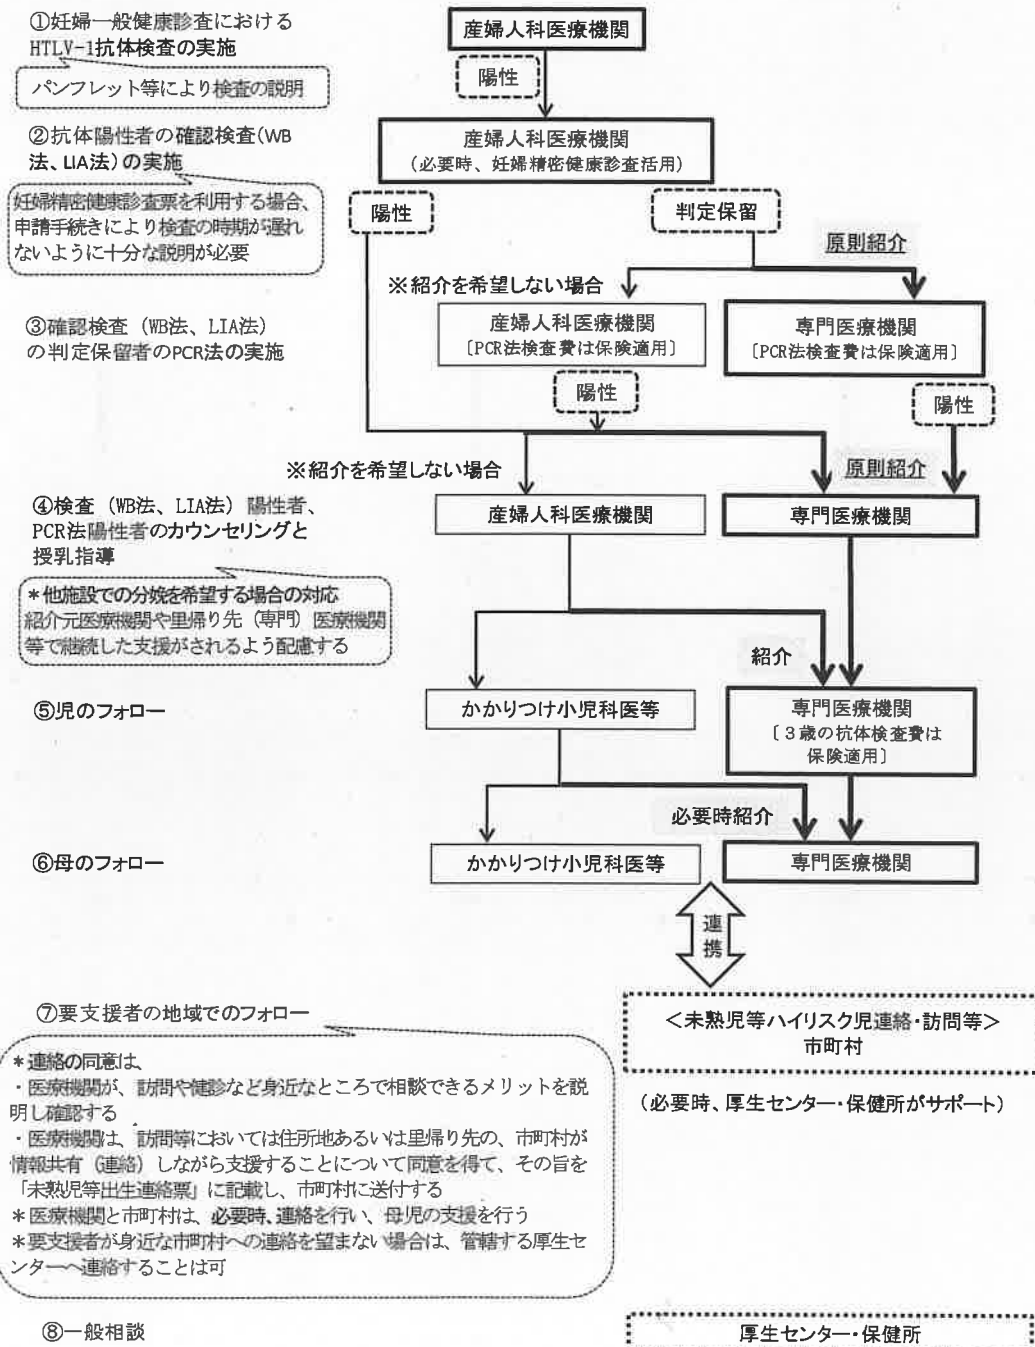 ①妊婦一般健康診査における
HTLV-1抗体検査の実施
パンフレット等により検査の説明
産婦人科医療機関
陽性
②抗体陽性者の確認検査(WB
法、LIA法)の実施
妊婦精密健康診査票を利用する場合、
申請手続きにより検査の時期が遅れ
ないように十分な説明が必要
産婦人科医療機関
(必要時、妊婦精密健康診査活用)
陽性
判定保留
原則紹介
※紹介を希望しない場合
③確認検査（WB法、LIA法）
の判定保留者のPCR法の実施
産婦人科医療機関
〔PCR法検査費は保険適用〕
専門医療機関
〔PCR法検査費は保険適用〕
陽性
陽性
※紹介を希望しない場合
原則紹介
④検査（WB法、LIA法）陽性者、
PCR法陽性者のカウンセリングと
授乳指導
＊他施設での分娩を希望する場合の対応
紹介元医療機関や里帰り先（専門）医療機関
等で継続した支援がされるよう配慮する
産婦人科医療機関
専門医療機関
紹介
⑤児のフォロー
かかりつけ小児科医等
専門医療機関
〔３歳の抗体検査費は
保険適用〕
必要時紹介
⑥母のフォロー
かかりつけ小児科医等
専門医療機関
連
携
⑦要支援者の地域でのフォロー
＊連絡の同意は、
・医療機関が、訪問や健診など身近なところで相談できるメリットを説
明し確認する
・医療機関は、訪問等においては住所地あるいは里帰り先の、市町村が
情報共有（連絡）しながら支援することについて同意を得て、その旨を
「未熟児等出生連絡票」に記載し、市町村に送付する
＊医療機関と市町村は、必要時、連絡を行い、母児の支援を行う
＊要支援者が身近な市町村への連絡を望まない場合は、管轄する厚生セ
ンターへ連絡することは可
＜未熟児等ハイリスク児連絡・訪問等＞
市町村
(必要時、厚生センター・保健所がサポート)
⑧一般相談
厚生センター・保健所